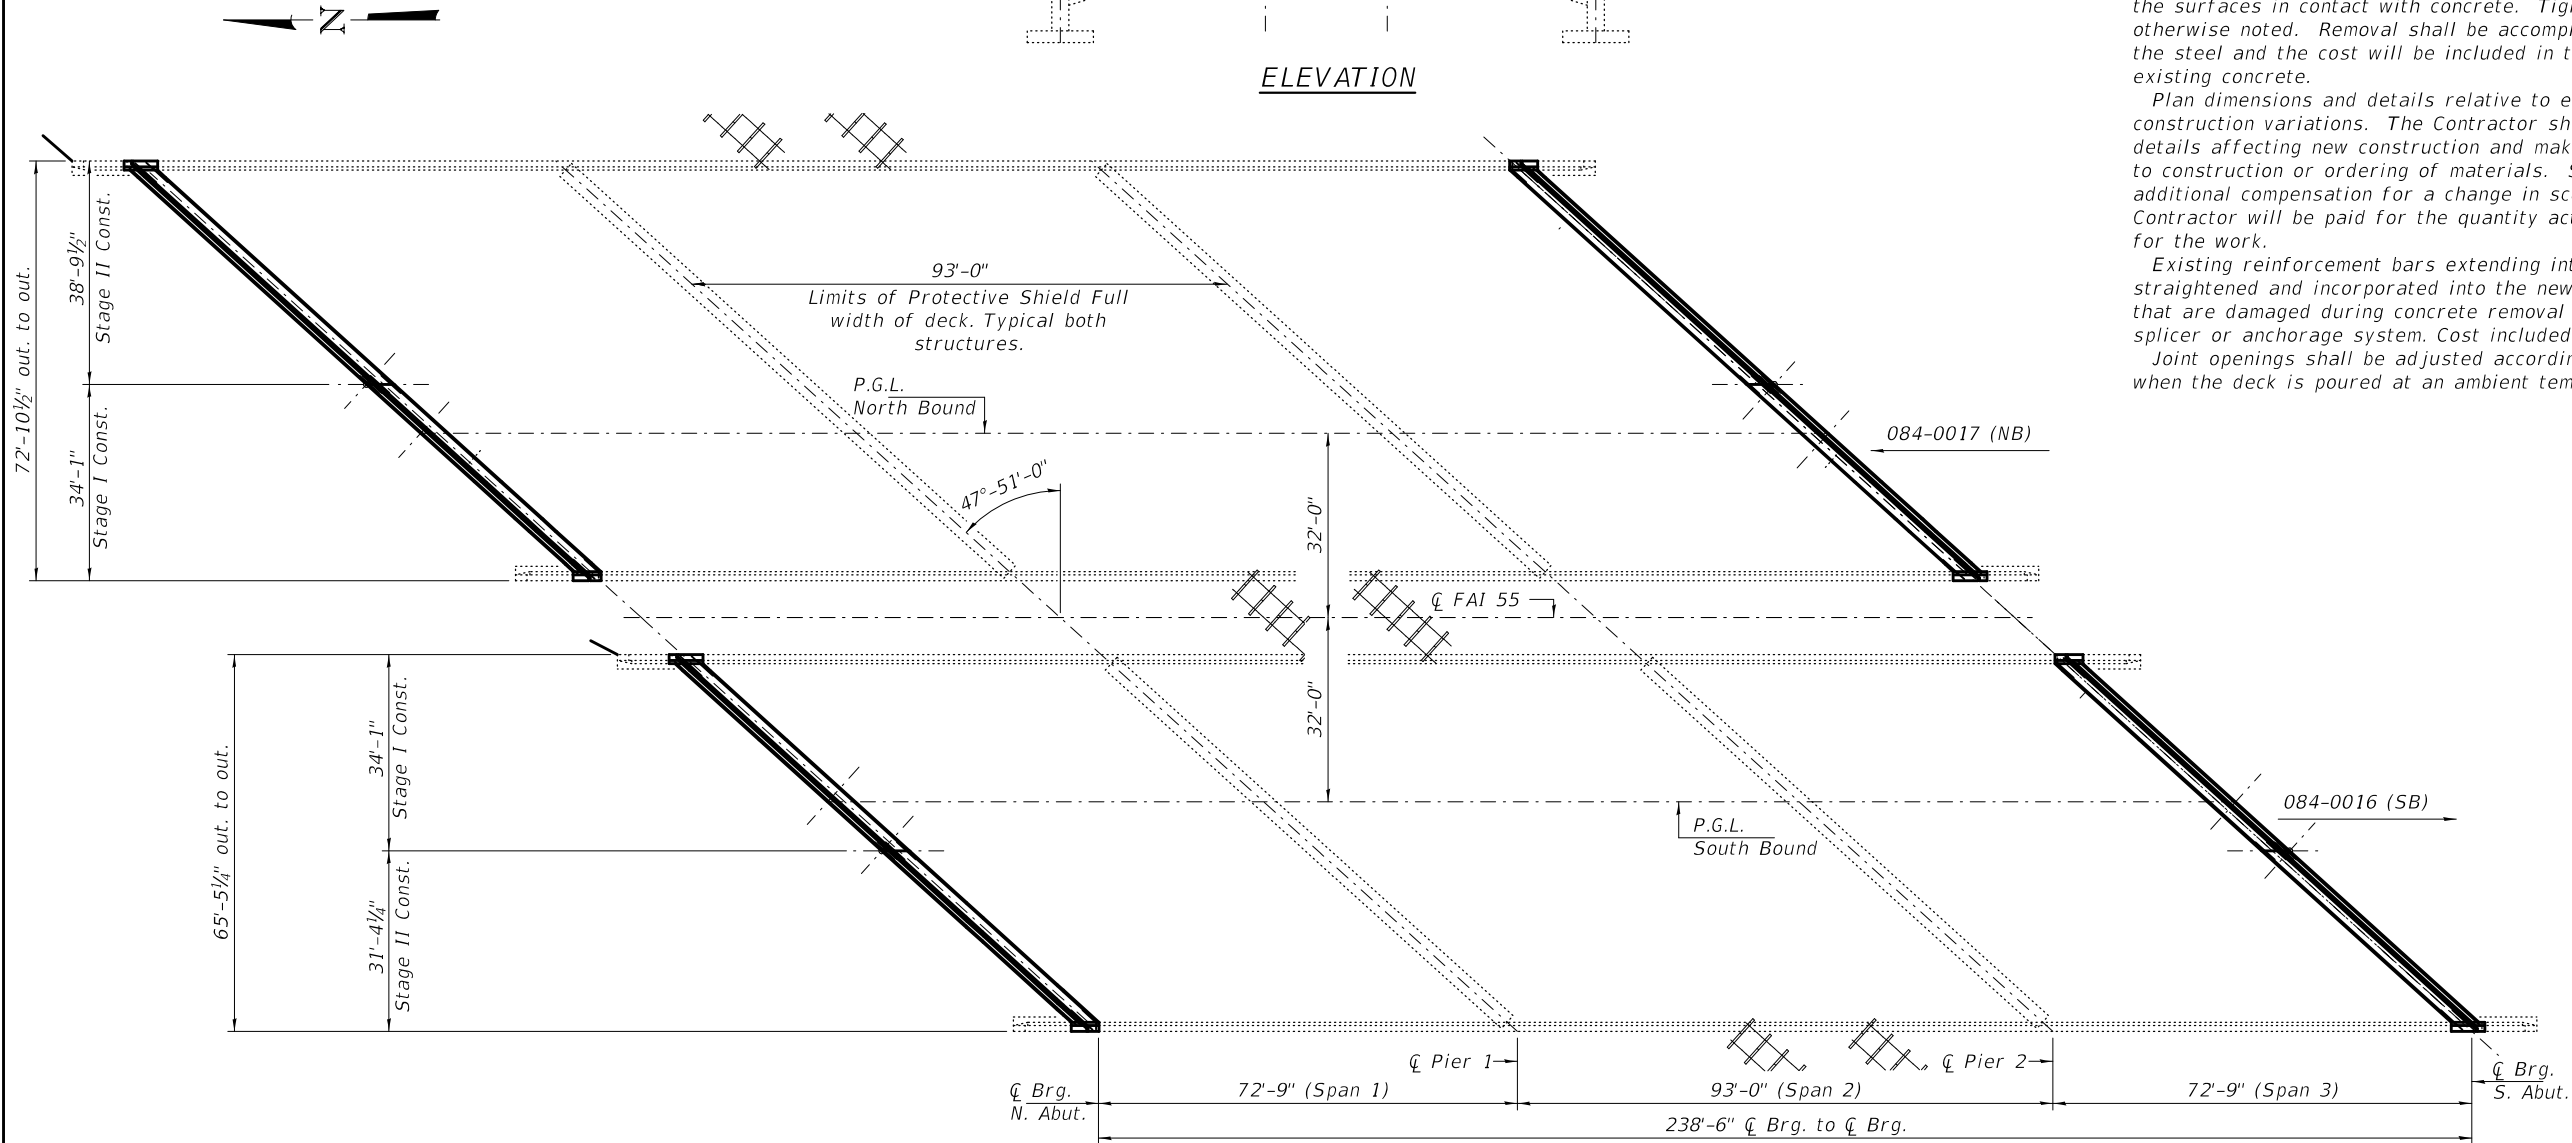 N
ELEVATION
the surfaces in contact with concrete. Tig
otherwise noted. Removal shall be accomp
the steel and the cost will be included in t
existing concrete.
Plan dimensions and details relative to e
construction variations. The Contractor sh
details affecting new construction and mak
to construction or ordering of materials. S
additional compensation for a change in sc
Contractor will be paid for the quantity ac
for the work.
Existing reinforcement bars extending int
straightened and incorporated into the new
that are damaged during concrete removal
splicer or anchorage system. Cost included
Joint openings shall be adjusted accordin
when the deck is poured at an ambient tem
72'-10½" out. to out.
38'-9½"
Stage II Const.
34'-1"
Stage I Const.
93'-0"
Limits of Protective Shield Full
width of deck. Typical both
structures.
P.G.L.
North Bound
47°-51'-0"
32'-0"
084-0017 (NB)
℄ FAI 55
32'-0"
65'-5¼" out. to out.
34'-1"
Stage I Const.
31'-4¼"
Stage II Const.
P.G.L.
South Bound
084-0016 (SB)
℄ Pier 1
℄ Pier 2
℄ Brg.
N. Abut.
72'-9" (Span 1)
93'-0" (Span 2)
72'-9" (Span 3)
℄ Brg.
S. Abut.
238'-6" ℄ Brg. to ℄ Brg.